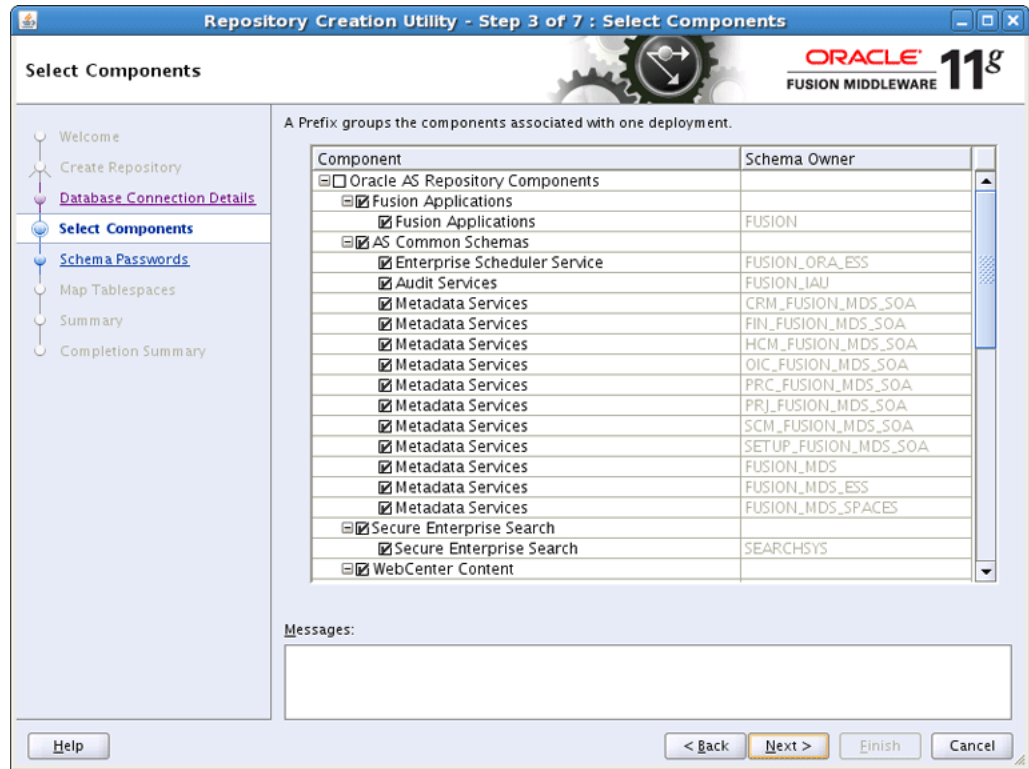 Repository Creation Utility - Step 3 of 7 : Select Components
Select Components
ORACLE FUSION MIDDLEWARE 11g
Welcome
Create Repository
Database Connection Details
Select Components
Schema Passwords
Map Tablespaces
Summary
Completion Summary
A Prefix groups the components associated with one deployment.
Component Schema Owner
Oracle AS Repository Components
Fusion Applications
Fusion Applications FUSION
AS Common Schemas
Enterprise Scheduler Service FUSION_ORA_ESS
Audit Services FUSION_IAU
Metadata Services CRM_FUSION_MDS_SOA
Metadata Services FIN_FUSION_MDS_SOA
Metadata Services HCM_FUSION_MDS_SOA
Metadata Services OIC_FUSION_MDS_SOA
Metadata Services PRC_FUSION_MDS_SOA
Metadata Services PRJ_FUSION_MDS_SOA
Metadata Services SCM_FUSION_MDS_SOA
Metadata Services SETUP_FUSION_MDS_SOA
Metadata Services FUSION_MDS
Metadata Services FUSION_MDS_ESS
Metadata Services FUSION_MDS_SPACES
Secure Enterprise Search
Secure Enterprise Search SEARCHSYS
WebCenter Content
Messages:
Help < Back Next > Finish Cancel